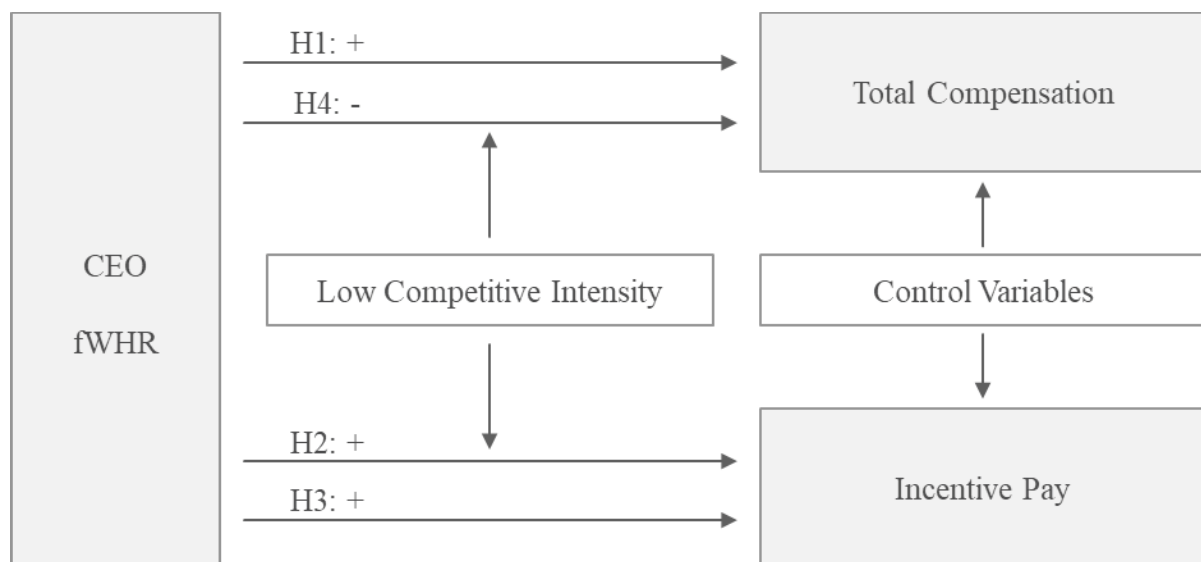 H1: +
H4: -
Total Compensation
CEO
fWHR
Low Competitive Intensity
Control Variables
H2: +
H3: +
Incentive Pay